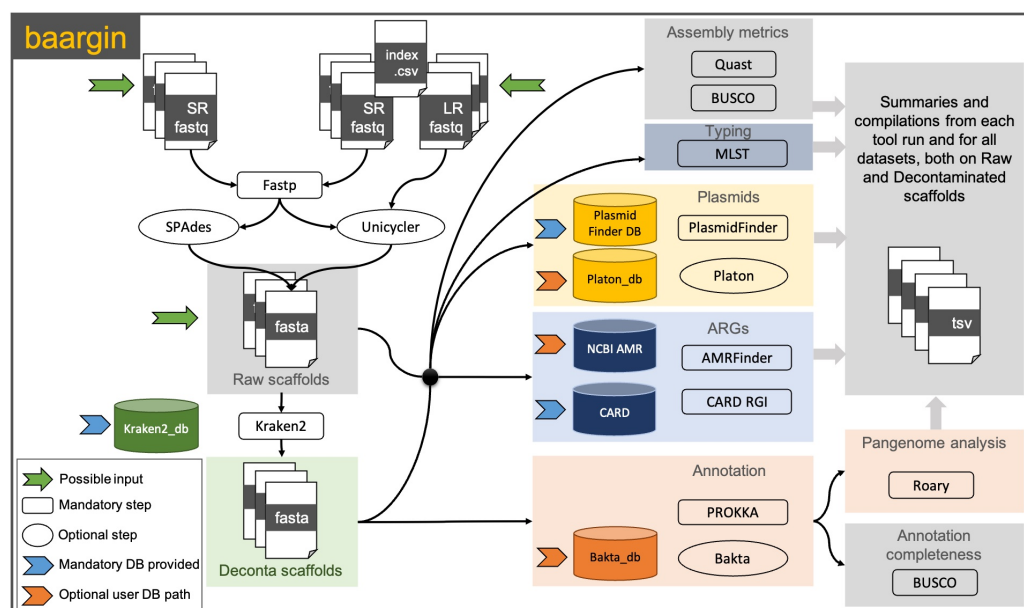 baargin
index
.csv
SR
fastq
SR
fastq
LR
fastq
Fastp
SPAdes
Unicycler
fasta
Raw scaffolds
Kraken2_db
Kraken2
fasta
Deconta scaffolds
Possible input
Mandatory step
Optional step
Mandatory DB provided
Optional user DB path
Assembly metrics
Quast
BUSCO
Typing
MLST
Plasmids
Plasmid
Finder DB
PlasmidFinder
Platon_db
Platon
ARGs
NCBI AMR
AMRFinder
CARD
CARD RGI
Annotation
PROKKA
Bakta_db
Bakta
Summaries and
compilations from each
tool run and for all
datasets, both on Raw
and Decontaminated
scaffolds
tsv
Pangenome analysis
Roary
Annotation
completeness
BUSCO